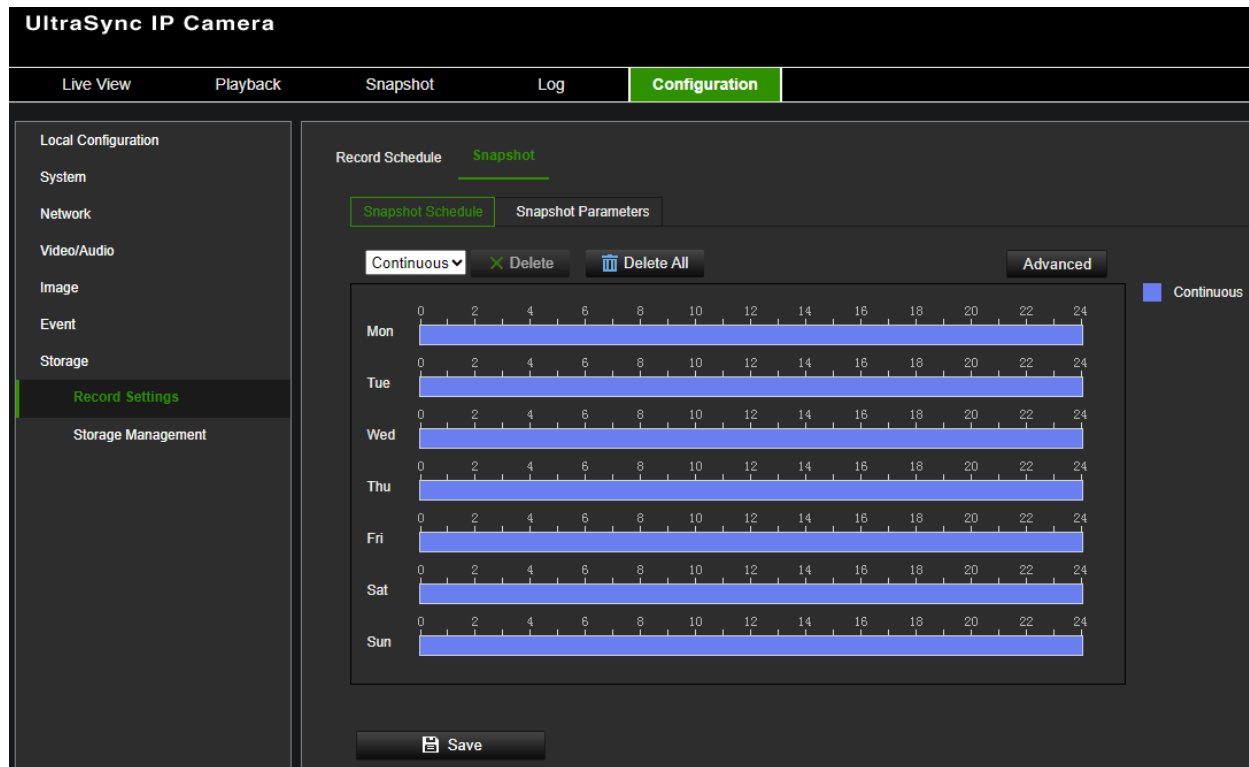 UltraSync IP Camera
Live View Playback Snapshot Log Configuration
Local Configuration
System
Network
Video/Audio
Image
Event
Storage
Record Settings
Storage Management
Record Schedule Snapshot
Snapshot Schedule Snapshot Parameters
Continuous Delete Delete All Advanced
Continuous
0 2 4 6 8 10 12 14 16 18 20 22 24
Mon
0 2 4 6 8 10 12 14 16 18 20 22 24
Tue
0 2 4 6 8 10 12 14 16 18 20 22 24
Wed
0 2 4 6 8 10 12 14 16 18 20 22 24
Thu
0 2 4 6 8 10 12 14 16 18 20 22 24
Fri
0 2 4 6 8 10 12 14 16 18 20 22 24
Sat
0 2 4 6 8 10 12 14 16 18 20 22 24
Sun
Save